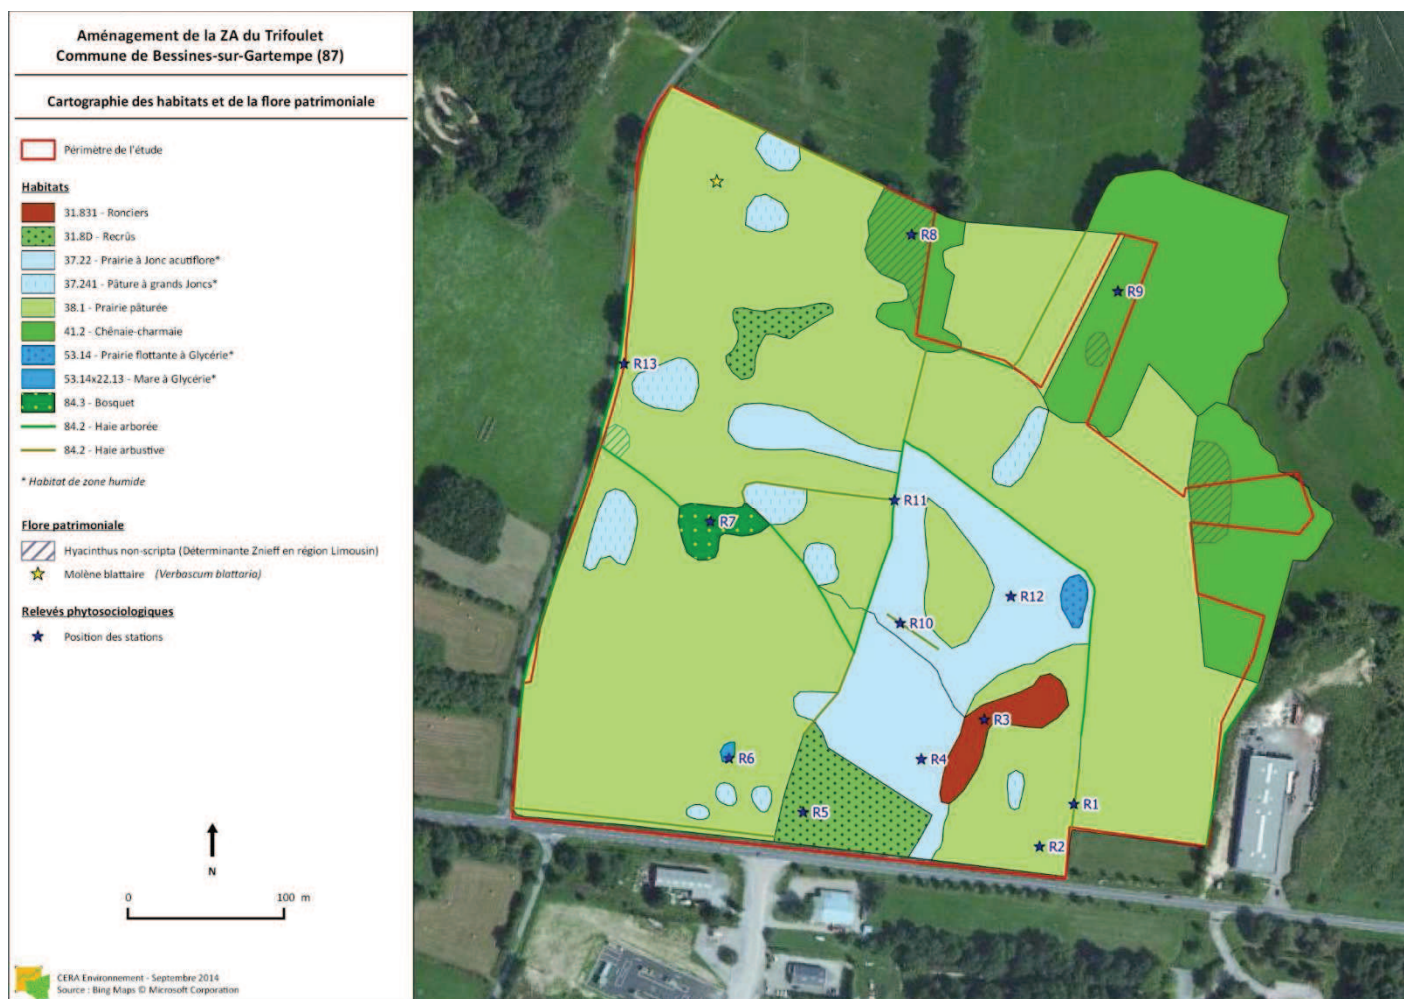 Aménagement de la ZA du Trifoulet
Commune de Bessines-sur-Gartempe (87)
Cartographie des habitats et de la flore patrimoniale
Périmètre de l'étude
Habitats
31.831 - Ronciers
31.8D - Recrûs
37.22 - Prairie à Jonc acutiflore*
37.241 - Pâture à grands Joncs*
38.1 - Prairie pâturée
41.2 - Chênaie-charmaie
53.14 - Prairie flottante à Glycérie*
53.14x22.13 - Mare à Glycérie*
84.3 - Bosquet
84.2 - Haie arborée
84.2 - Haie arbustive
* Habitat de zone humide
Flore patrimoniale
Hyacinthus non-scripta (Déterminante Znieff en région Limousin)
Molène blattaire (Verbascum blattaria)
Relevés phytosociologiques
Position des stations
N
0 100 m
CERA Environnement - Septembre 2014
Source : Bing Maps © Microsoft Corporation
R8
R9
R13
R11
R7
R12
R10
R3
R6
R4
R5
R1
R2